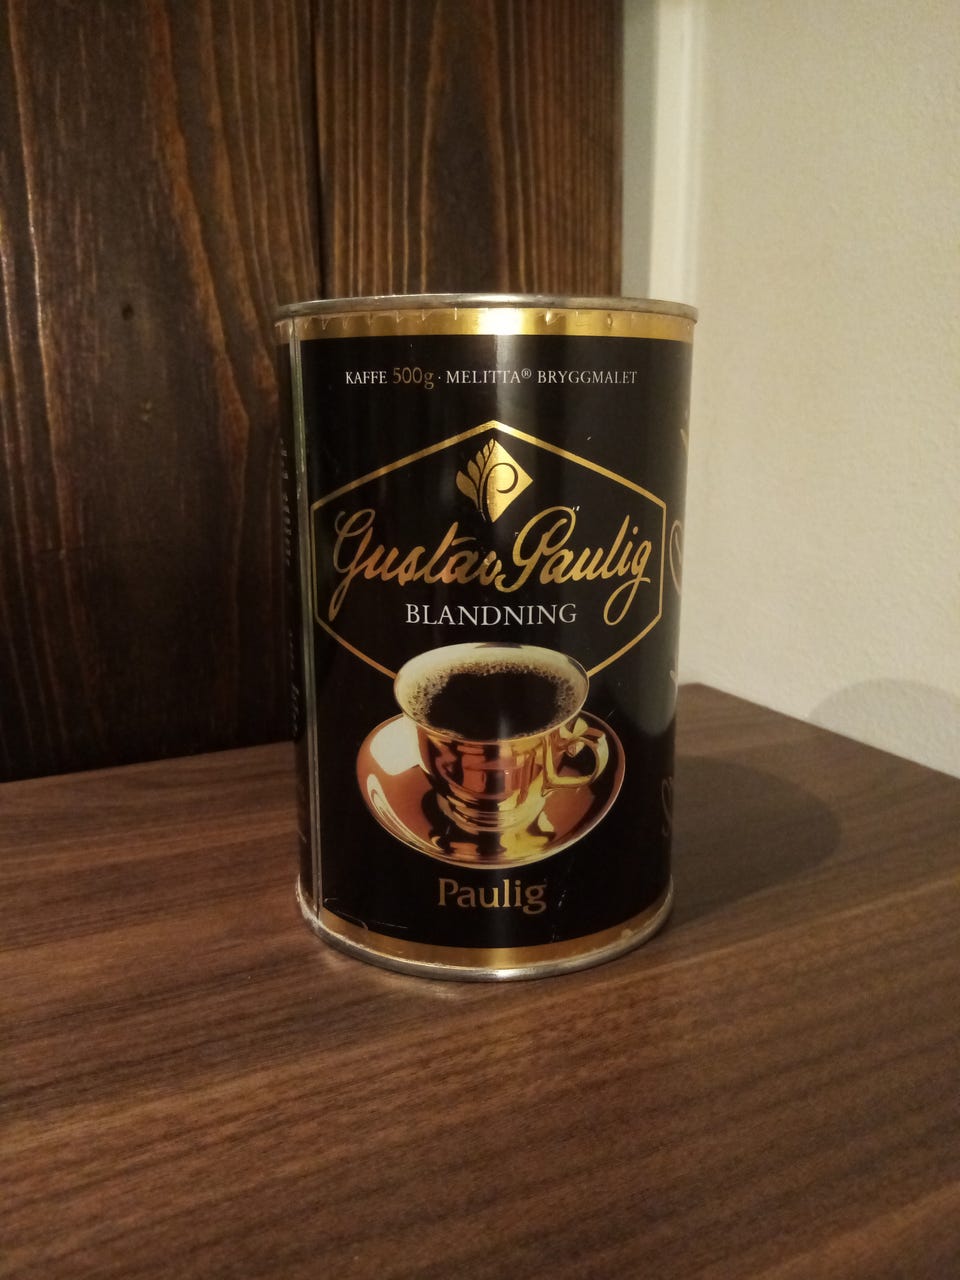 KAFFE 500g · MELITTA® BRYGGMALET
Gustav Paulig
BLANDNING
Paulig